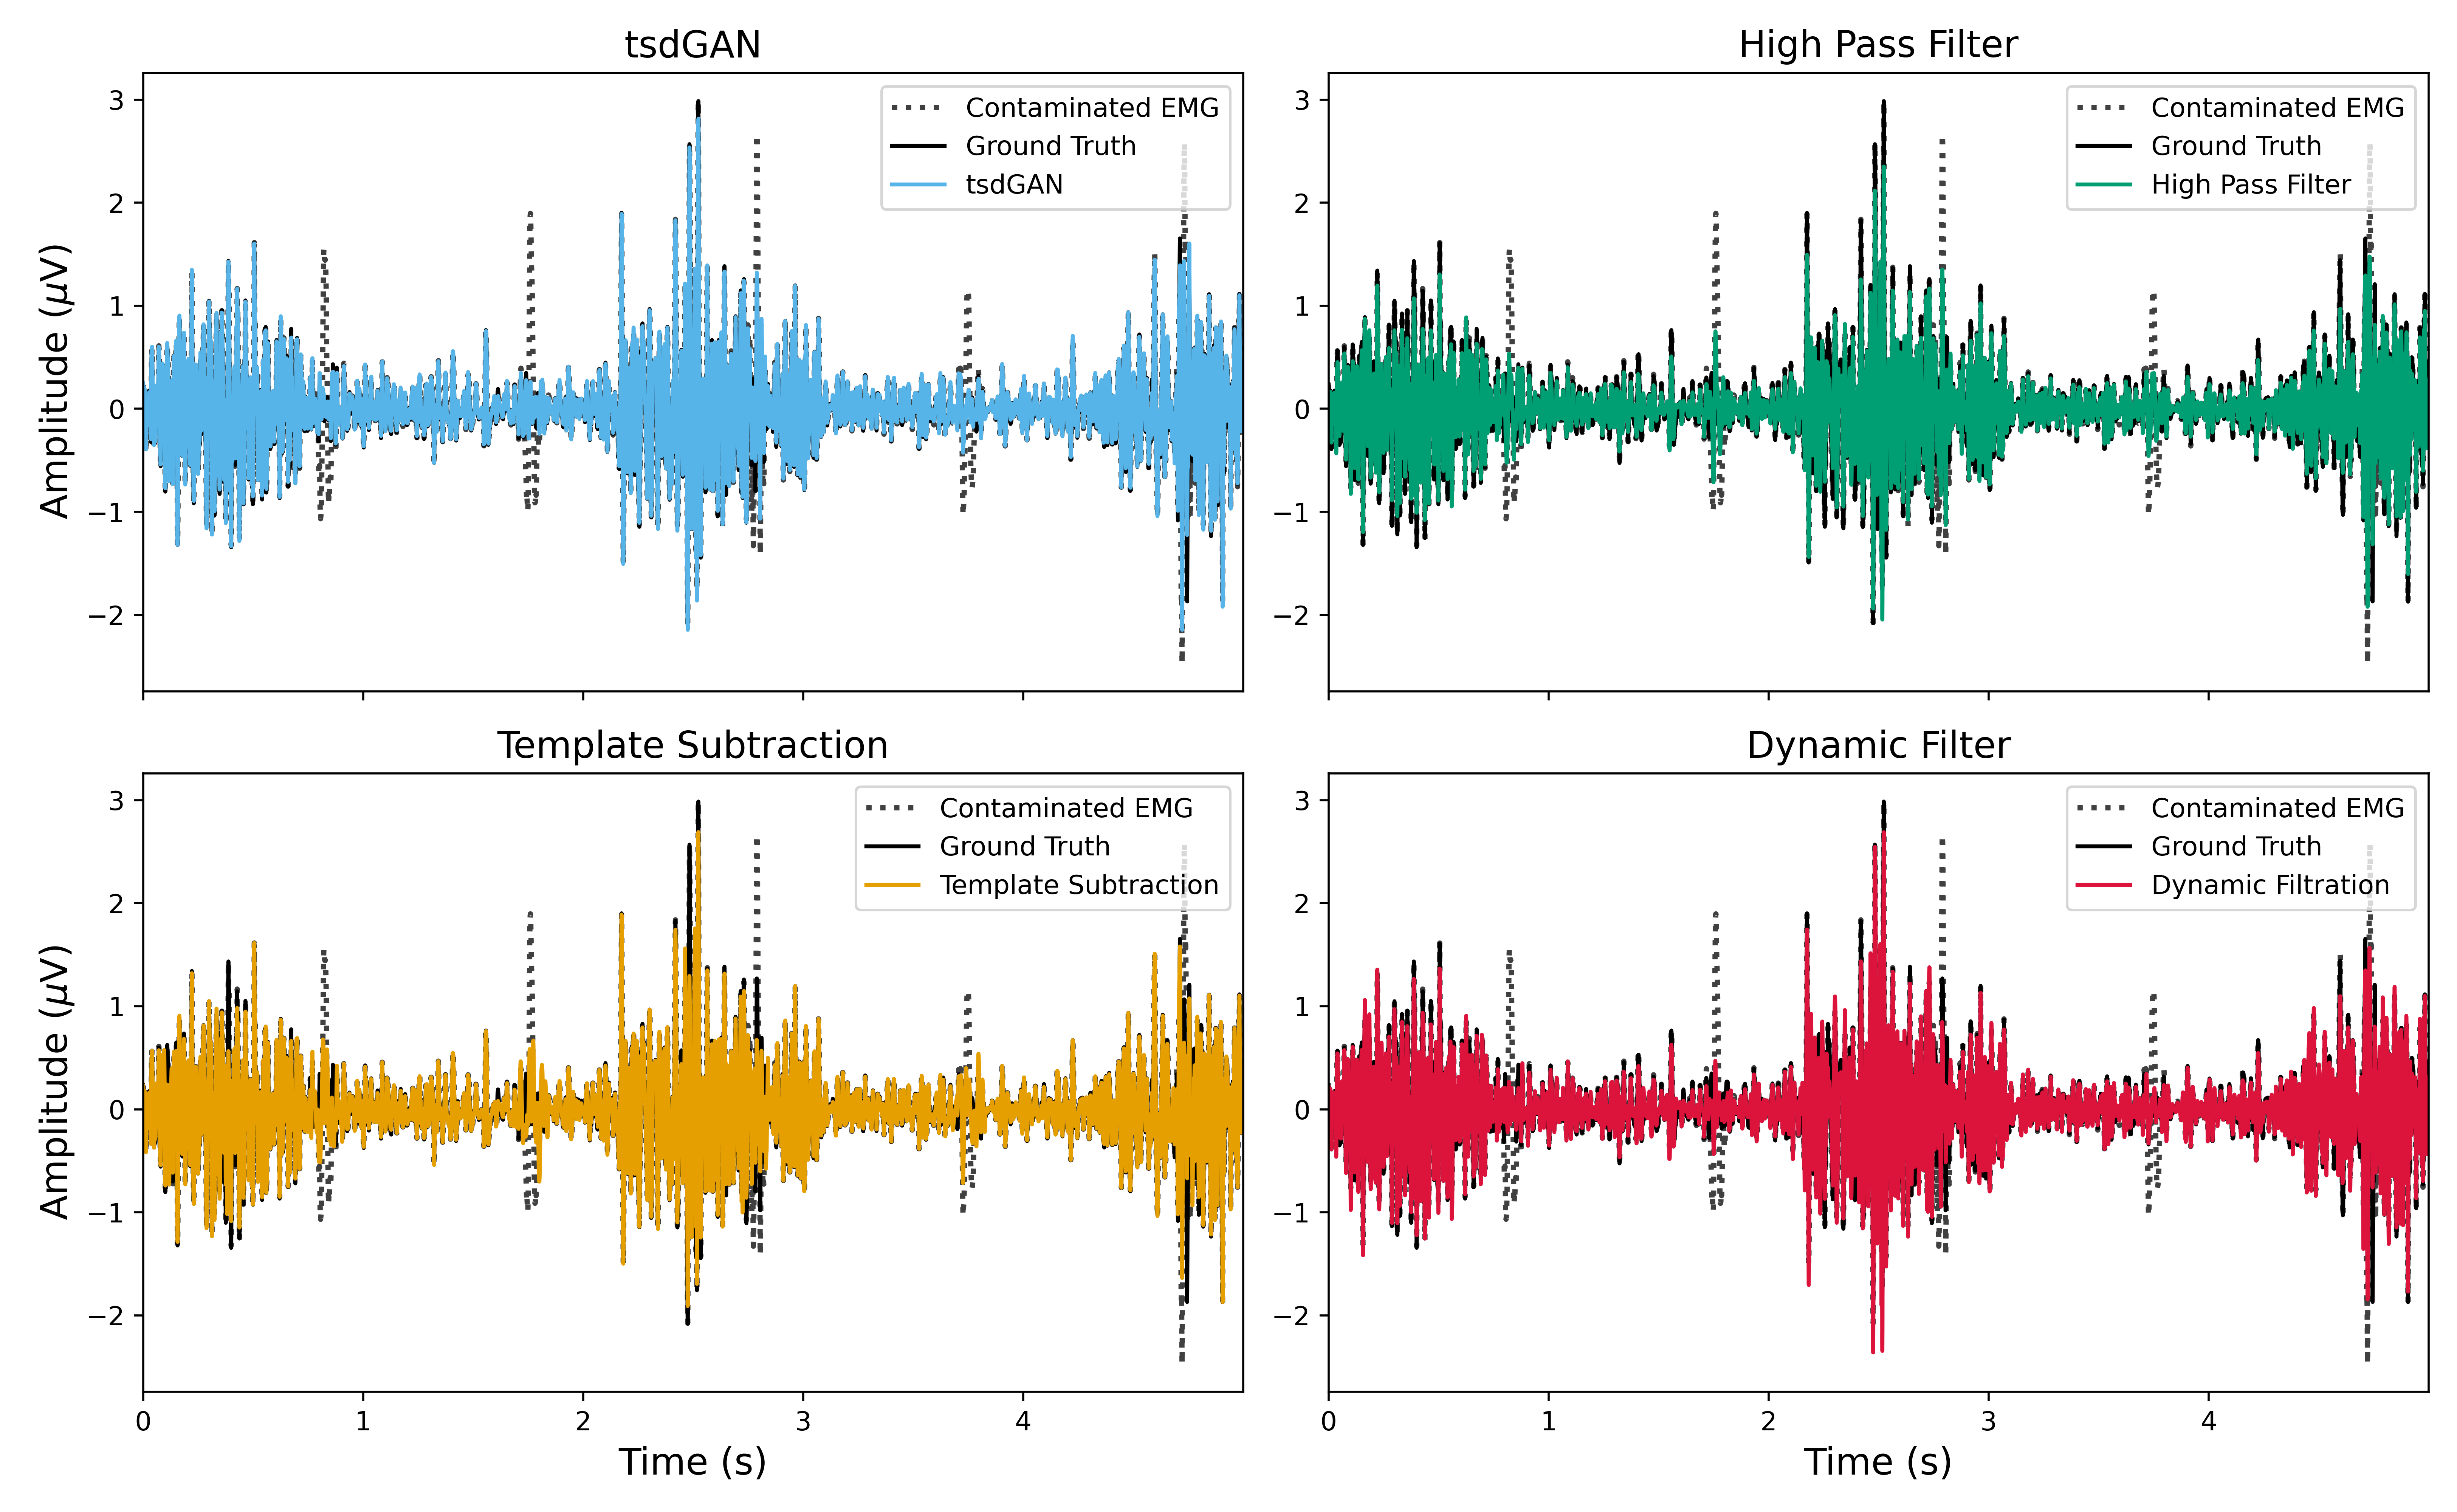 tsdGAN
Contaminated EMG
Ground Truth
tsdGAN
3
2
1
0
−1
−2
Amplitude (μV)
High Pass Filter
Contaminated EMG
Ground Truth
High Pass Filter
3
2
1
0
−1
−2
Template Subtraction
Contaminated EMG
Ground Truth
Template Subtraction
3
2
1
0
−1
−2
Amplitude (μV)
0 1 2 3 4
Time (s)
Dynamic Filter
Contaminated EMG
Ground Truth
Dynamic Filtration
3
2
1
0
−1
−2
0 1 2 3 4
Time (s)